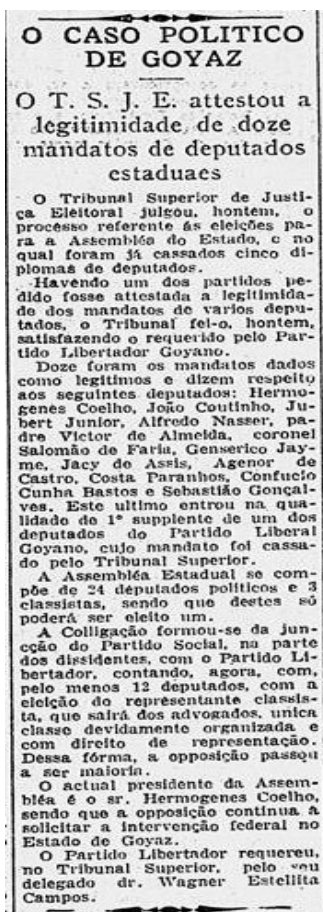 O CASO POLITICO
DE GOYAZ
O T. S. J. E. attestou a
legitimidade de doze
mandatos de deputados
estaduaes
O Tribunal Superior de Justi-
ça Eleitoral julgou, hontem, o
processo referente ás eleições pa-
ra a Assembléa do Estado, e no
qual foram já cassados cinco di-
plomas de deputados.
Havendo um dos partidos pe-
dido fosse attestada a legitimida-
de dos mandatos de varios depu-
tados, o Tribunal fel-o, hontem,
satisfazendo o requerido pelo Par-
tido Libertador Goyano.
Doze foram os mandatos dados
como legitimos e dizem respeito
aos seguintes deputados: Hermo-
genes Coelho, João Coutinho, Ju-
bert Junior, Alfredo Nasser, pa-
dre Victor de Almeida, coronel
Salomão de Faria, Genserico Jay-
me, Jacy de Assis, Agenor de
Castro, Costa Paranhos, Confucio
Cunha Bastos e Sebastião Gonçal-
ves. Este ultimo entrou na qua-
lidade de 1º supplente de um dos
deputados do Partido Liberal
Goyano, cujo mandato foi cassa-
do pelo Tribunal Superior.
A Assembléa Estadual se com-
põe de 24 deputados politicos e 3
classistas, sendo que destes só
poderá ser eleito um.
A Colligação formou-se da jun-
cção do Partido Social, na parte
dos dissidentes, com o Partido Li-
bertador, contando, agora, com,
pelo menos 12 deputados, com a
eleição do representante classis-
ta, que sairá dos advogados, unica
classe devidamente organizada e
com direito de representação.
Dessa fórma, a opposição passou
a ser maioria.
O actual presidente da Assem-
bléa é o sr. Hermogenes Coelho,
sendo que a opposição continua a
solicitar a intervenção federal no
Estado de Goyaz.
O Partido Libertador requereu,
no Tribunal Superior, pelo seu
delegado dr. Wagner Estellita
Campos.